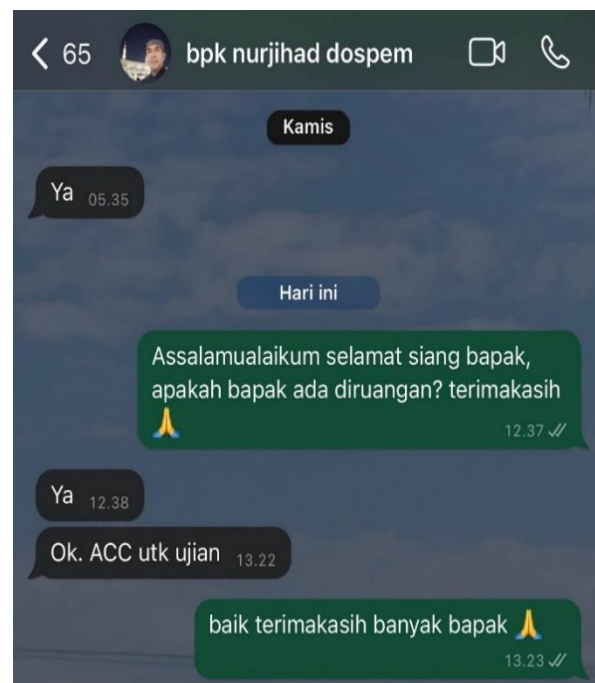 65 bpk nurjihad dospem
Kamis
Ya 05.35
Hari ini
Assalamualaikum selamat siang bapak,
apakah bapak ada diruangan? terimakasih
🙏 12.37
Ya 12.38
Ok. ACC utk ujian 13.22
baik terimakasih banyak bapak 🙏
13.23